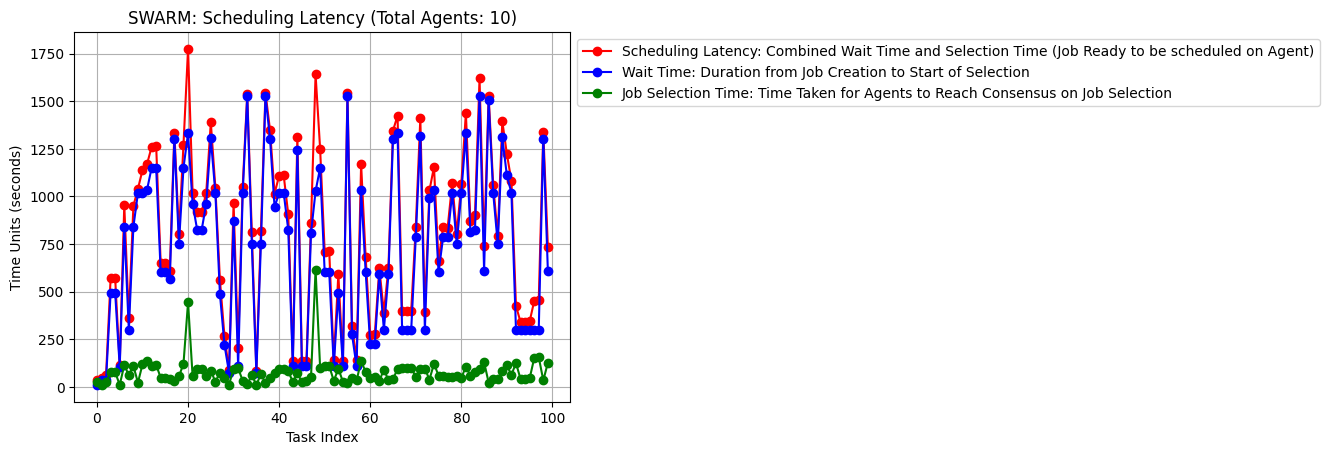 SWARM: Scheduling Latency (Total Agents: 10)
Scheduling Latency: Combined Wait Time and Selection Time (Job Ready to be scheduled on Agent)
Wait Time: Duration from Job Creation to Start of Selection
Job Selection Time: Time Taken for Agents to Reach Consensus on Job Selection
Time Units (seconds)
1750
1500
1250
1000
750
500
250
0
0 20 40 60 80 100
Task Index